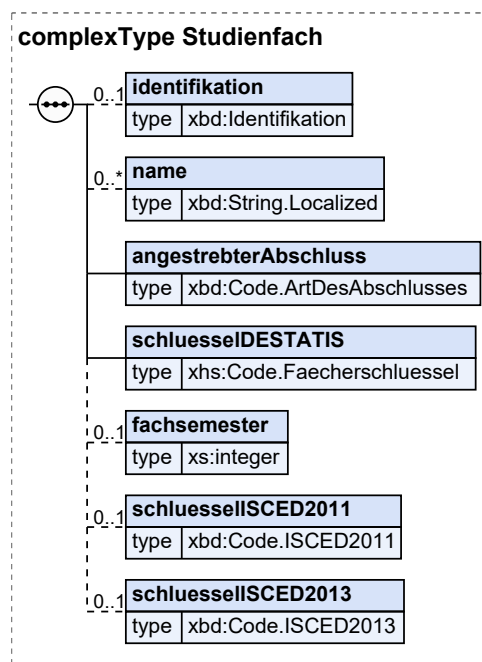 complexType Studienfach
0..1 identifikation
type xbd:Identifikation
0..* name
type xbd:String.Localized
angestrebterAbschluss
type xbd:Code.ArtDesAbschlusses
schluesselDESTATIS
type xhs:Code.Faecherschluessel
0..1 fachsemester
type xs:integer
0..1 schluesselISCED2011
type xbd:Code.ISCED2011
0..1 schluesselISCED2013
type xbd:Code.ISCED2013